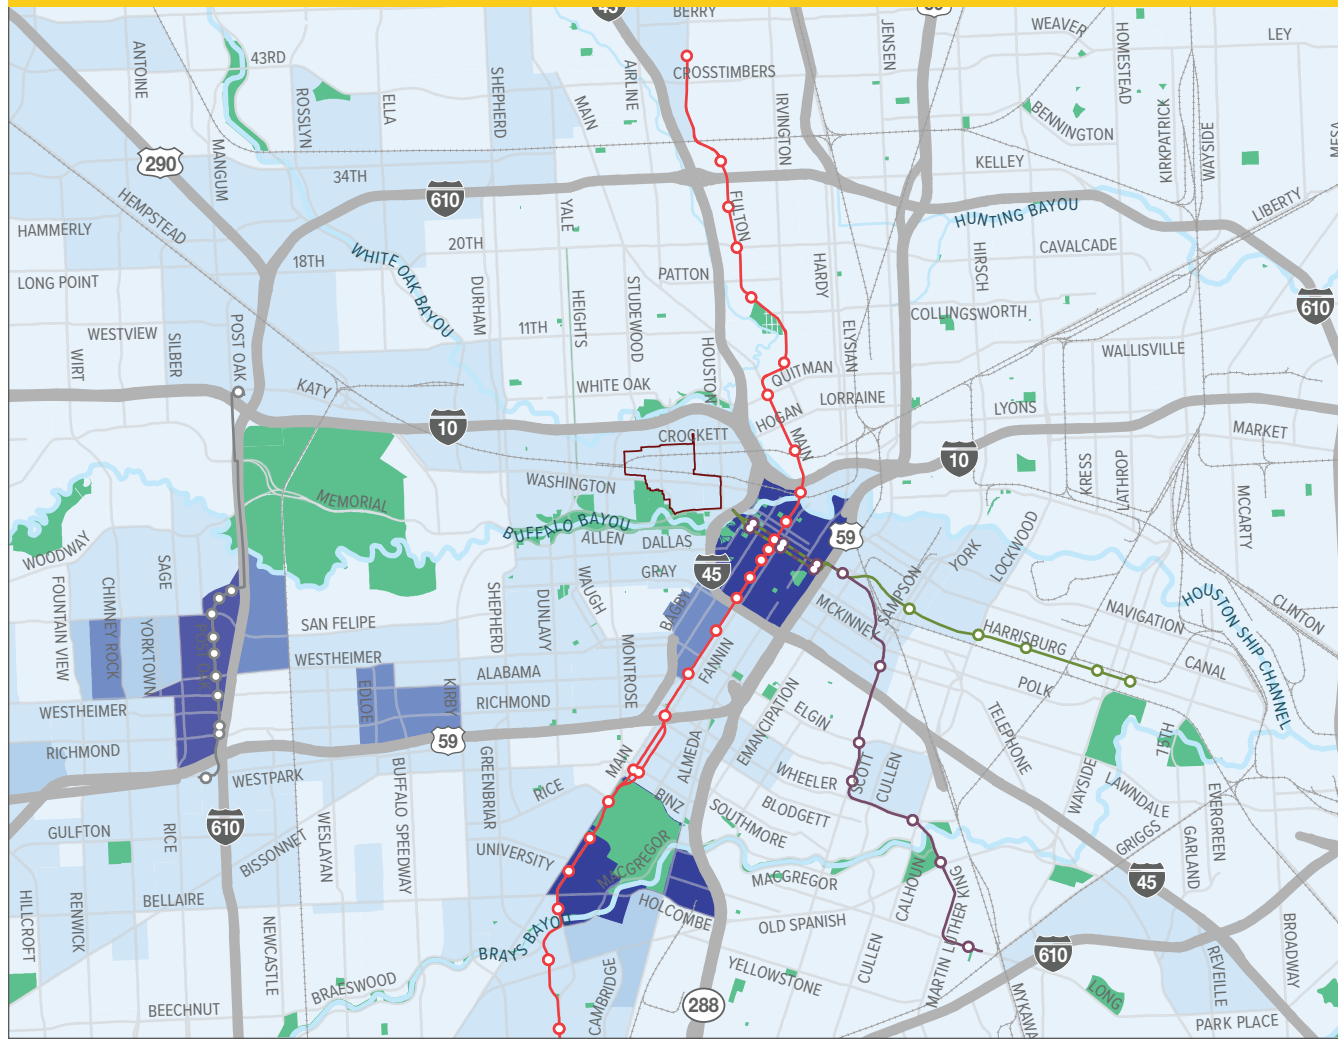 45
59
BERRY
WEAVER
LEY
ANTOINE
43RD
JENSEN
HOMESTEAD
CROSSTIMBERS
AIRLINE
SHEPHERD
ROSSLYN
ELLA
MAIN
IRVINGTON
BENNINGTON
KIRKPATRICK
WAYSIDE
MESA
290
MANGUM
34TH
KELLEY
610
HEMPSTEAD
YALE
FULTON
HUNTING BAYOU
LIBERTY
HAMMERLY
20TH
WHITE OAK BAYOU
18TH
CAVALCADE
HIRSCH
LONG POINT
PATTON
HARDY
DURHAM
HEIGHTS
STUDEWOOD
610
COLLINGSWORTH
WESTVIEW
SILBER
POST OAK
11TH
ELYSIAN
HOUSTON
WALLISVILLE
WIRT
KATY
WHITE OAK
QUITMAN
LORRAINE
LYONS
HOGAN
MAIN
10
CROCKETT
MARKET
10
KRESS
LATHROP
WASHINGTON
MEMORIAL
MCCARTY
BUFFALO BAYOU
ALLEN
DALLAS
59
WOODWAY
SAGE
YORK
LOCKWOOD
GRAY
45
FOUNTAIN VIEW
CHIMNEY ROCK
YORKTOWN
POST OAK
SHEPHERD
DUNLAVY
WAUGH
BAGBY
MCKINNEY
SAMPSON
HOUSTON SHIP CHANNEL
CLINTON
NAVIGATION
SAN FELIPE
HARRISBURG
WESTHEIMER
MONTROSE
FANNIN
CANAL
ALABAMA
POLK
EDLOE
KIRBY
RICHMOND
WESTHEIMER
EMANCIPATION
ELGIN
TELEPHONE
75TH
RICHMOND
59
MAIN
ALMEDA
WESTPARK
BUFFALO SPEEDWAY
GREENBRIAR
RICE
BINZ
WHEELER
SCOTT
CULLEN
WAYSIDE
LAWNDALE
EVERGREEN
BLODGETT
SOUTHMORE
GULFTON
RICE
610
BISSONNET
WESLAYAN
GRIGGS
GARLAND
UNIVERSITY
MACGREGOR
MACGREGOR
CALHOUN
MARTIN LUTHER KING
45
HILLCROFT
RENWICK
BELLAIRE
NEWCASTLE
HOLCOMBE
OLD SPANISH
BROADWAY
BRAYS BAYOU
CULLEN
610
REVEILLE
BRAESWOOD
CAMBRIDGE
YELLOWSTONE
MYKAWA
LONG
BEECHNUT
288
PARK PLACE